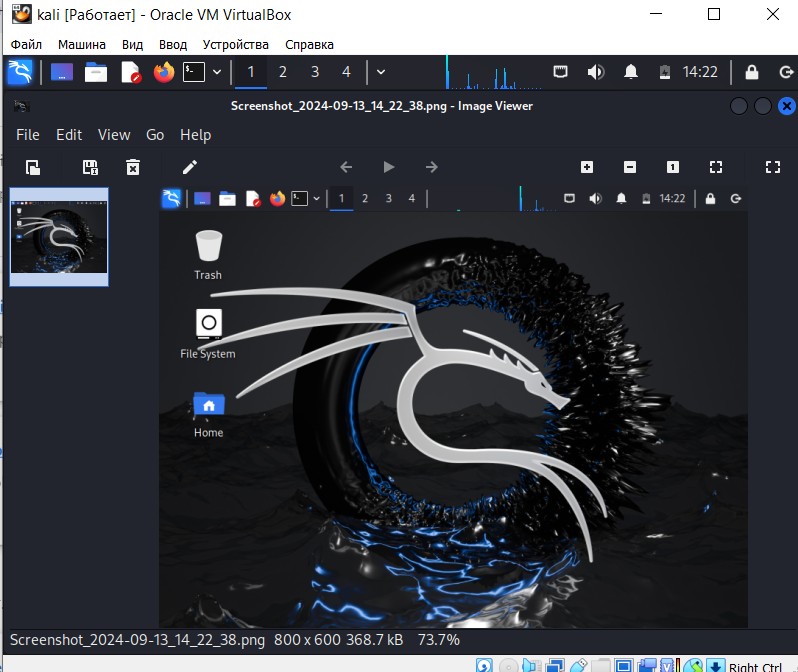 kali [Работает] - Oracle VM VirtualBox
Файл Машина Вид Ввод Устройства Справка
1 2 3 4 14:22
Screenshot_2024-09-13_14_22_38.png - Image Viewer
File Edit View Go Help
1
1 2 3 4 14:22
Trash
File System
Home
Screenshot_2024-09-13_14_22_38.png 800 x 600 368.7 kB 73.7%
Right Ctrl